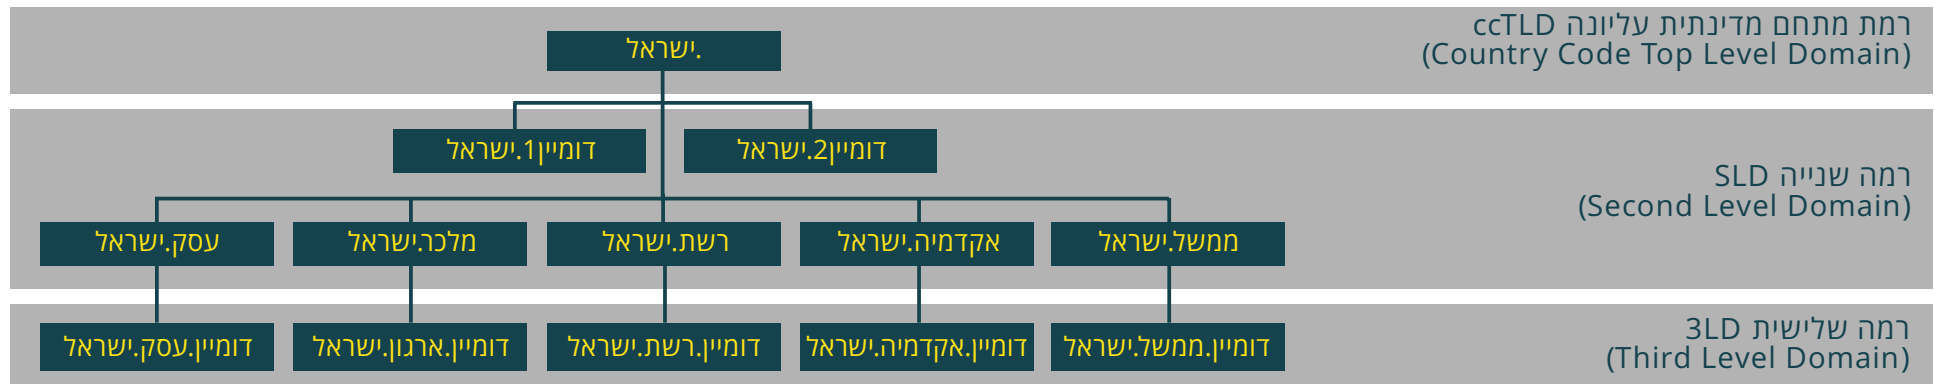 רמת מתחם מדינתית עליונה ccTLD
(Country Code Top Level Domain)
.ישראל
דומיין2.ישראל
דומיין1.ישראל
רמה שנייה SLD
(Second Level Domain)
ממשל.ישראל
אקדמיה.ישראל
רשת.ישראל
מלכר.ישראל
עסק.ישראל
רמה שלישית 3LD
(Third Level Domain)
דומיין.ממשל.ישראל
דומיין.אקדמיה.ישראל
דומיין.רשת.ישראל
דומיין.ארגון.ישראל
דומיין.עסק.ישראל